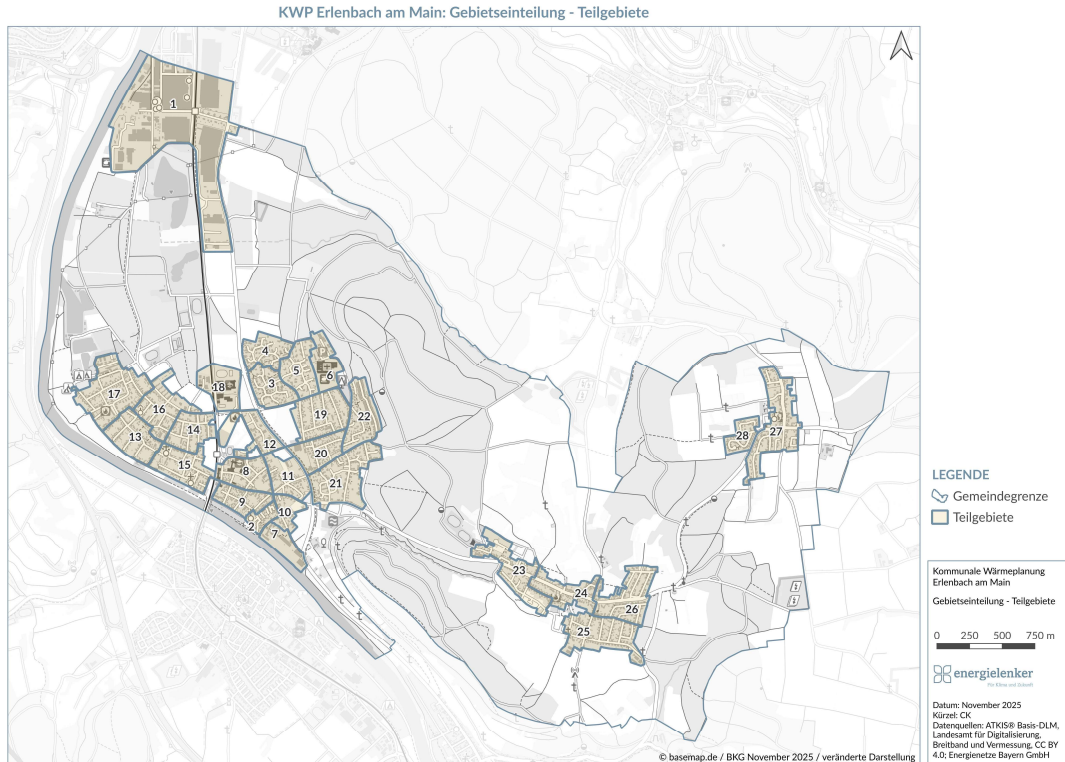 KWP Erlenbach am Main: Gebietseinteilung - Teilgebiete
1
4
5
6
3
18
17
16
19
22
14
13
12
20
15
8
11
21
9
10
2
7
27
28
23
24
26
25
LEGENDE
Gemeindegrenze
Teilgebiete
Kommunale Wärmeplanung
Erlenbach am Main
Gebietseinteilung - Teilgebiete
0 250 500 750 m
energielenker
Für Klima und Zukunft
Datum: November 2025
Kürzel: CK
Datenquellen: ATKIS® Basis-DLM,
Landesamt für Digitalisierung,
Breitband und Vermessung, CC BY
4.0; Energienetze Bayern GmbH
© basemap.de / BKG November 2025 / veränderte Darstellung